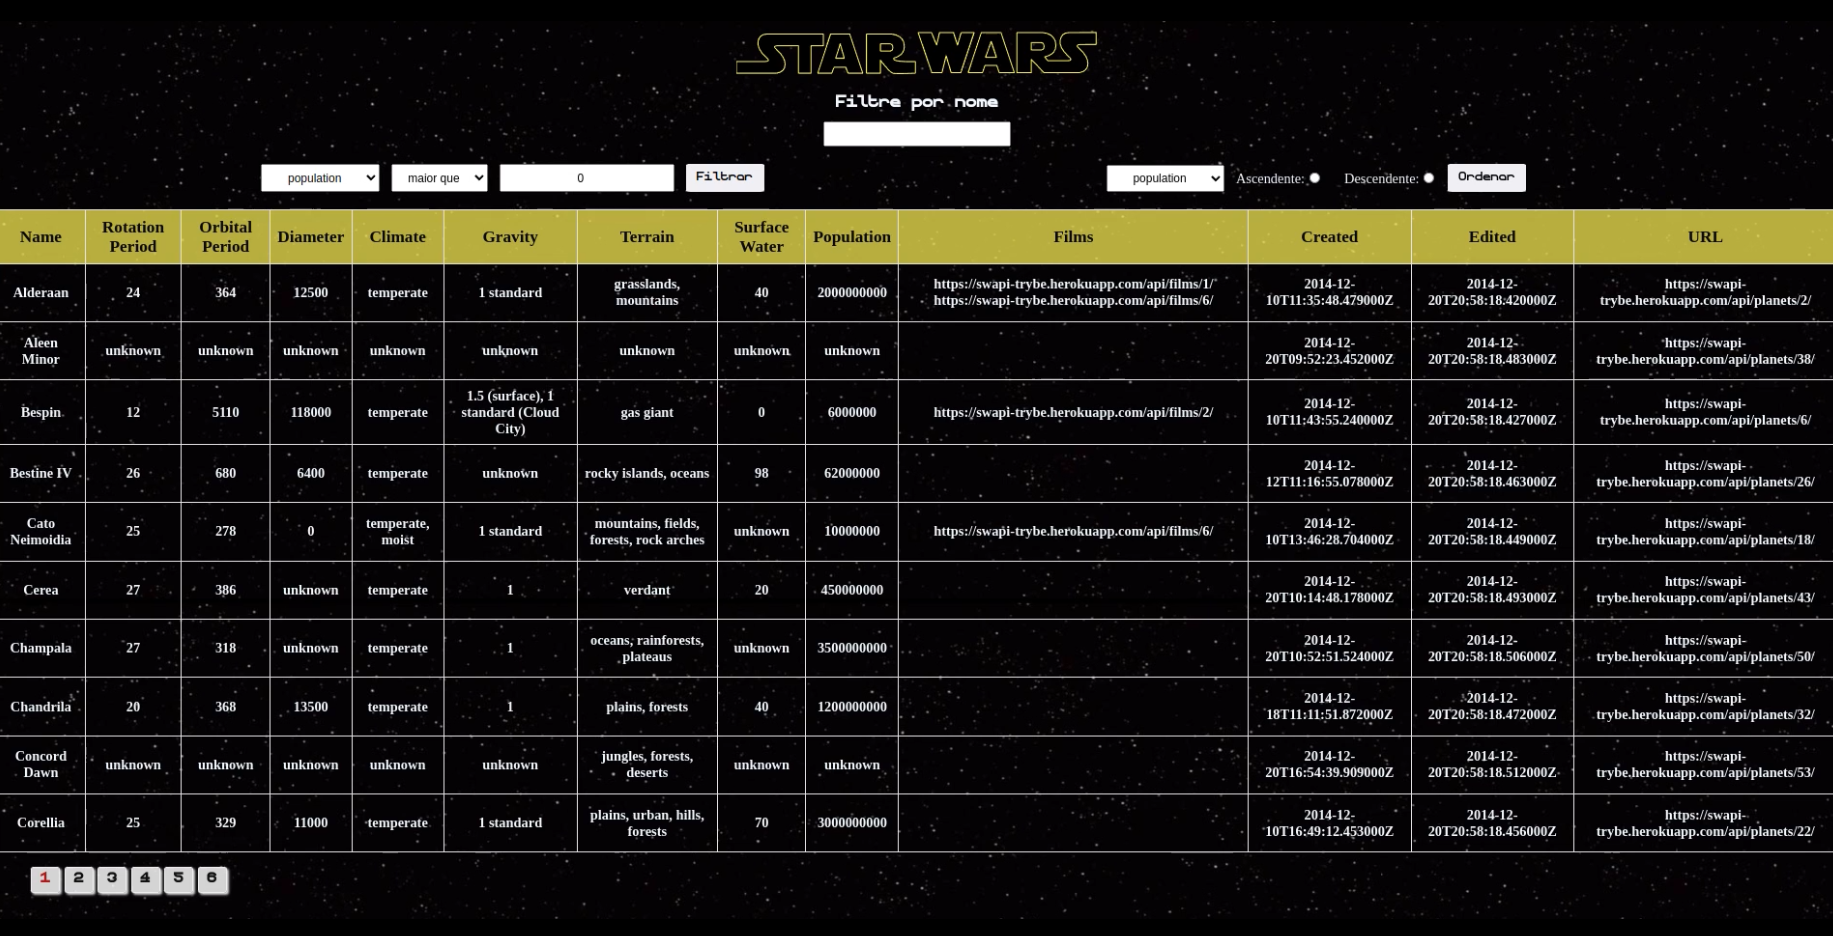 STAR WARS
Filtre por nome
population maior que 0 Filtrar population Ascendente: Descendente: Ordenar
Name Rotation Period Orbital Period Diameter Climate Gravity Terrain Surface Water Population Films Created Edited URL
Alderaan 24 364 12500 temperate 1 standard grasslands, mountains 40 2000000000 https://swapi-trybe.herokuapp.com/api/films/1/ https://swapi-trybe.herokuapp.com/api/films/6/ 2014-12-10T11:35:48.479000Z 2014-12-20T20:58:18.420000Z https://swapi-trybe.herokuapp.com/api/planets/2/
Aleen Minor unknown unknown unknown unknown unknown unknown unknown unknown 2014-12-20T09:52:23.452000Z 2014-12-20T20:58:18.483000Z https://swapi-trybe.herokuapp.com/api/planets/38/
Bespin 12 5110 118000 temperate 1.5 (surface), 1 standard (Cloud City) gas giant 0 6000000 https://swapi-trybe.herokuapp.com/api/films/2/ 2014-12-10T11:43:55.240000Z 2014-12-20T20:58:18.427000Z https://swapi-trybe.herokuapp.com/api/planets/6/
Bestine IV 26 680 6400 temperate unknown rocky islands, oceans 98 62000000 2014-12-12T11:16:55.078000Z 2014-12-20T20:58:18.463000Z https://swapi-trybe.herokuapp.com/api/planets/26/
Cato Neimoidia 25 278 0 temperate, moist 1 standard mountains, fields, forests, rock arches unknown 10000000 https://swapi-trybe.herokuapp.com/api/films/6/ 2014-12-10T13:46:28.704000Z 2014-12-20T20:58:18.449000Z https://swapi-trybe.herokuapp.com/api/planets/18/
Cerea 27 386 unknown temperate 1 verdant 20 450000000 2014-12-20T10:14:48.178000Z 2014-12-20T20:58:18.493000Z https://swapi-trybe.herokuapp.com/api/planets/43/
Champala 27 318 unknown temperate 1 oceans, rainforests, plateaus unknown 3500000000 2014-12-20T10:52:51.524000Z 2014-12-20T20:58:18.506000Z https://swapi-trybe.herokuapp.com/api/planets/50/
Chandrila 20 368 13500 temperate 1 plains, forests 40 1200000000 2014-12-18T11:11:51.872000Z 2014-12-20T20:58:18.472000Z https://swapi-trybe.herokuapp.com/api/planets/32/
Concord Dawn unknown unknown unknown unknown unknown jungles, forests, deserts unknown unknown 2014-12-20T16:54:39.909000Z 2014-12-20T20:58:18.512000Z https://swapi-trybe.herokuapp.com/api/planets/53/
Corellia 25 329 11000 temperate 1 standard plains, urban, hills, forests 70 3000000000 2014-12-10T16:49:12.453000Z 2014-12-20T20:58:18.456000Z https://swapi-trybe.herokuapp.com/api/planets/22/
1 2 3 4 5 6